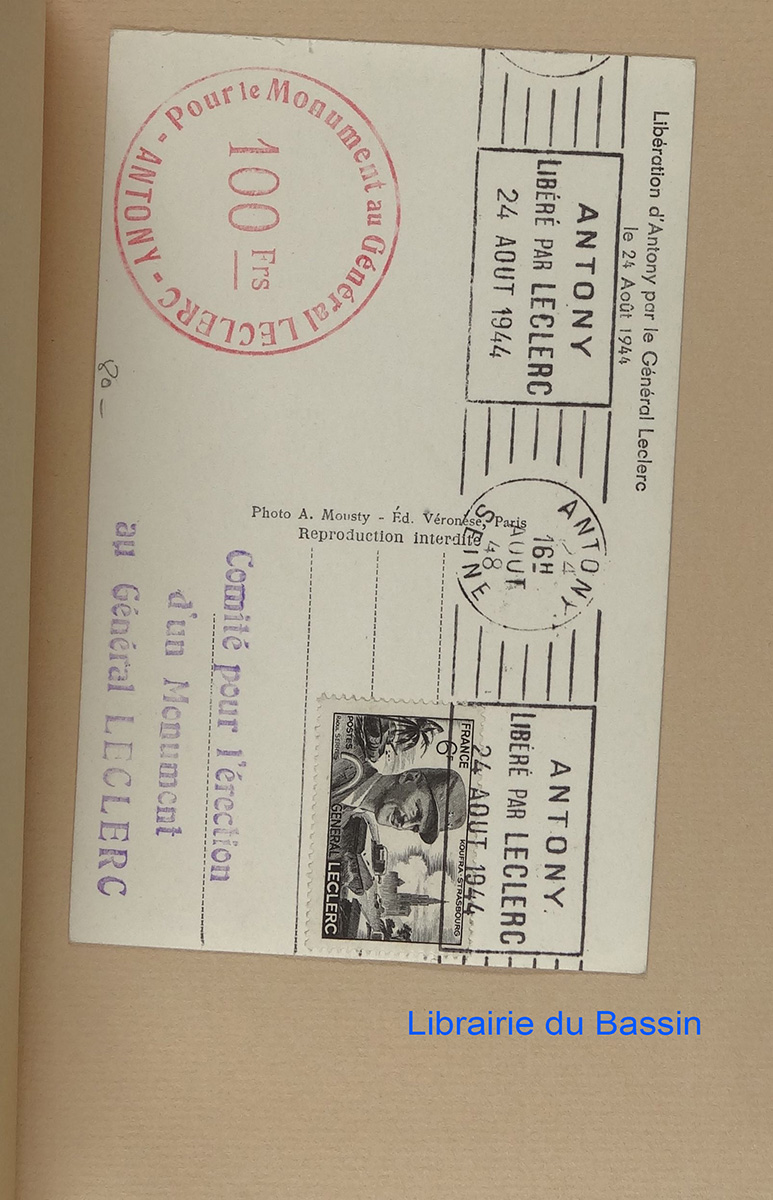 Libération d'Antony par le Général Leclerc
le 24 Août 1944
ANTONY
LIBÉRÉ PAR LECLERC
24 AOUT 1944
ANTONY
24
16H
AOUT
48
SEINE
ANTONY.
LIBÉRÉ PAR LECLERC
24 AOUT 1944
Pour le Monument au Général LECLERC - ANTONY -
100 Frs
80 -
Photo A. Mousty - Éd. Véronèse, Paris
Reproduction interdite
Comité pour l'érection
d'un Monument
au Général LECLERC
FRANCE
6F
KOUFRA-STRASBOURG
POSTES
RAOUL SERRES
GÉNÉRAL LECLERC
Librairie du Bassin